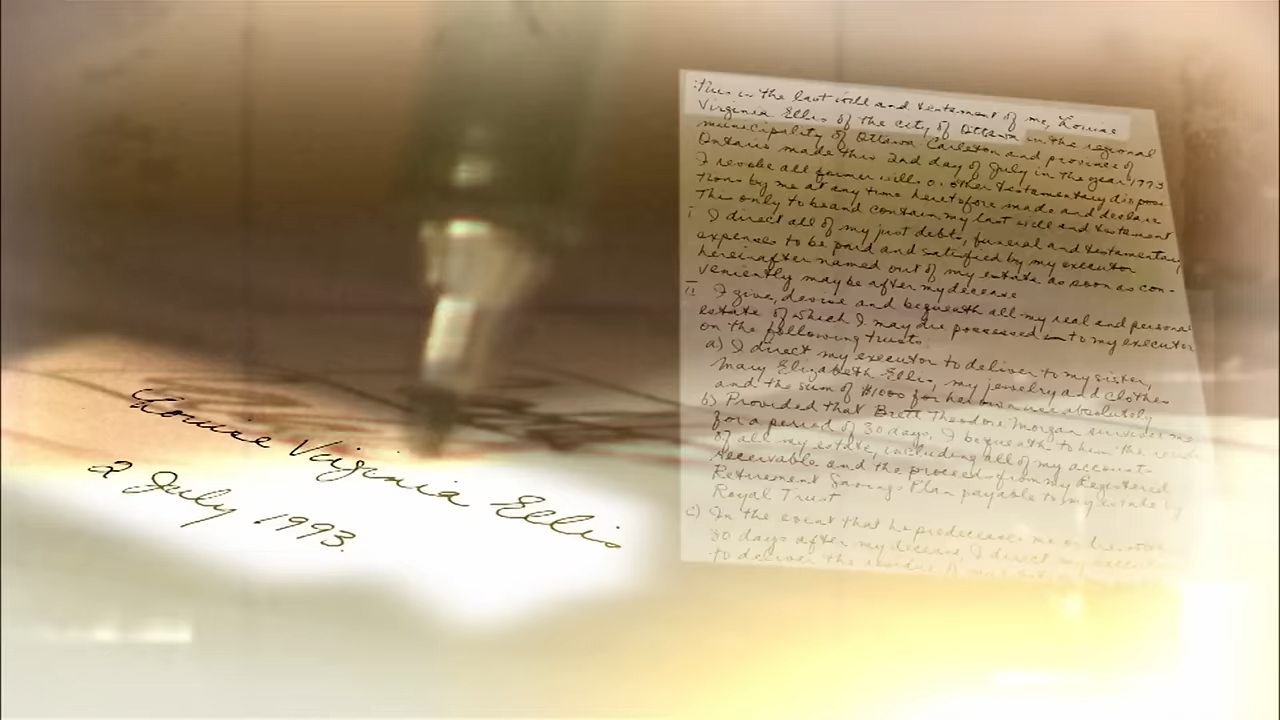 Louise Virginia Ellis
2 July 1993.
This is the last will and testament of me, Louise
Virginia Ellis of the city of Ottawa in the regional
municipality of Ottawa Carleton and province of
Ontario made this 2nd day of July in the year 1993
I revoke all former wills or other testamentary disposi
tions by me at any time heretofore made and declare
this only to be and contain my last will and testament
i. I direct all of my just debts, funeral and testamentary
expenses to be paid and satisfied by my executor
hereinafter named out of my estate as soon as con-
veniently may be after my decease
ii I give, devise and bequeath all my real and personal
estate of which I may die possessed to my executor
on the following trusts
a) I direct my executor to deliver to my sister,
Mary Elizabeth Ellis, my jewelry and clothes
and the sum of $1000 for her own use absolutely
b) Provided that Brett Theodore Morgan survives me
for a period of 30 days, I bequeath to him the
of all my estate, including all of my accounts
receivable and the proceeds from my Registered
Retirement Savings Plan payable to my estate by
Royal Trust
c) In the event that he predeceases me or
30 days after my decease, I direct my
to deliver the residue of my